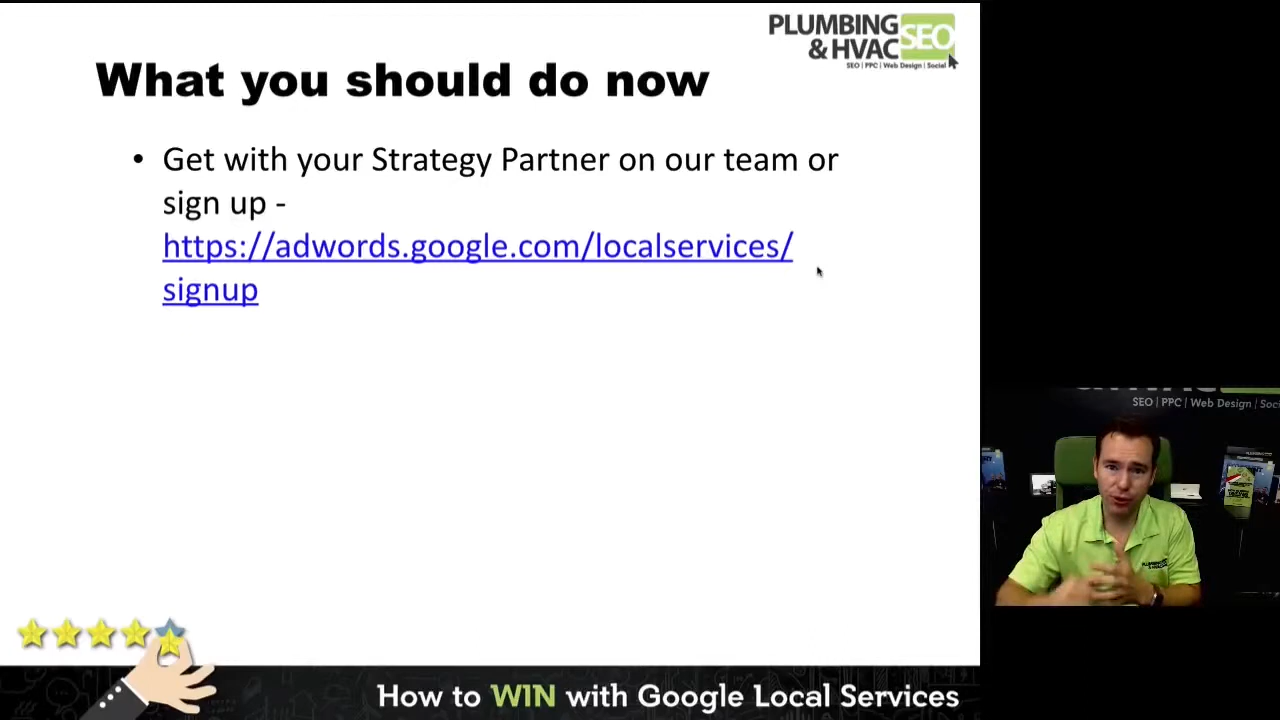 PLUMBING
& HVAC SEO
SEO | PPC | Web Design | Social
What you should do now
• Get with your Strategy Partner on our team or
sign up -
https://adwords.google.com/localservices/
signup
SEO | PPC | Web Design | Soci
How to WIN with Google Local Services